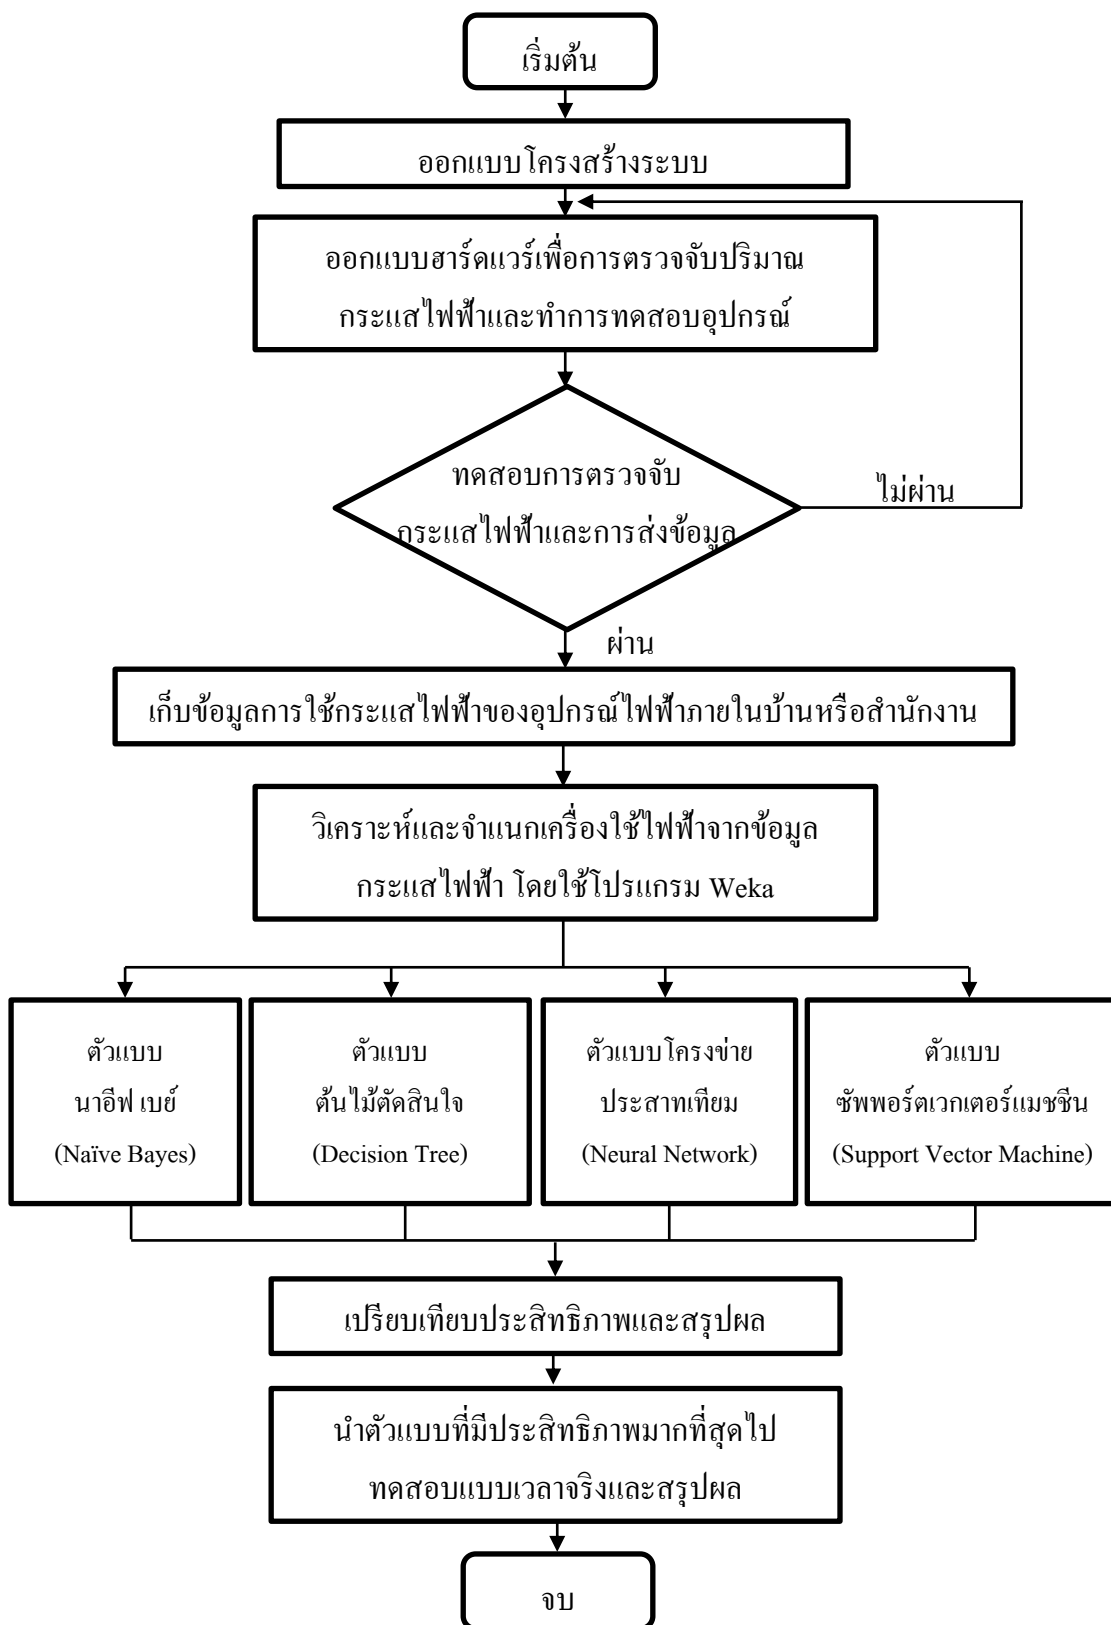 เริ่มต้น
ออกแบบโครงสร้างระบบ
ออกแบบฮาร์ดแวร์เพื่อการตรวจจับปริมาณ
กระแสไฟฟ้าและทำการทดสอบอุปกรณ์
ทดสอบการตรวจจับ
กระแสไฟฟ้าและการส่งข้อมูล
ไม่ผ่าน
ผ่าน
เก็บข้อมูลการใช้กระแสไฟฟ้าของอุปกรณ์ไฟฟ้าภายในบ้านหรือสำนักงาน
วิเคราะห์และจำแนกเครื่องใช้ไฟฟ้าจากข้อมูล
กระแสไฟฟ้า โดยใช้โปรแกรม Weka
ตัวแบบ
นาอีฟ เบย์
(Naïve Bayes)
ตัวแบบ
ต้นไม้ตัดสินใจ
(Decision Tree)
ตัวแบบโครงข่าย
ประสาทเทียม
(Neural Network)
ตัวแบบ
ซัพพอร์ตเวกเตอร์แมชชีน
(Support Vector Machine)
เปรียบเทียบประสิทธิภาพและสรุปผล
นำตัวแบบที่มีประสิทธิภาพมากที่สุดไป
ทดสอบแบบเวลาจริงและสรุปผล
จบ